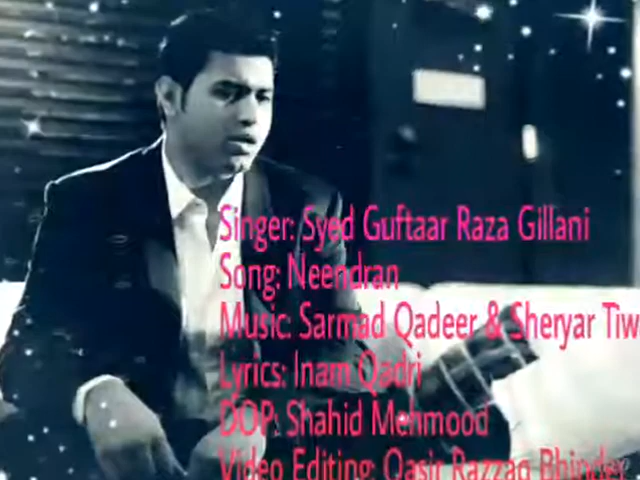 Singer: Syed Guftaar Raza Gillani
Song: Neendran
Music: Sarmad Qadeer & Sheryar Tiw
Lyrics: Inam Qadri
DOP: Shahid Mehmood
Video Editing: Qasir Razzaq Bhinder